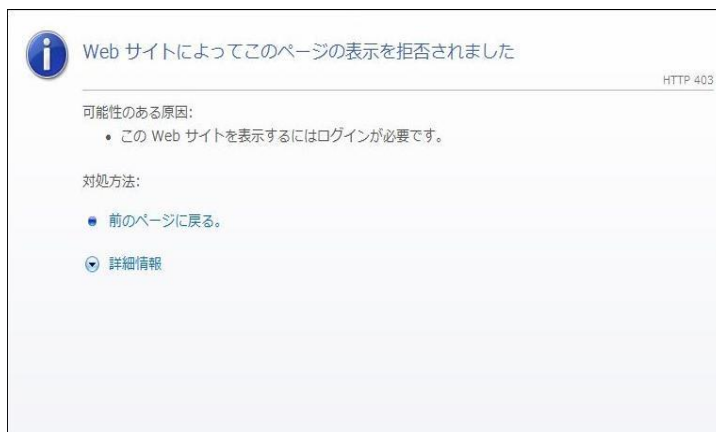 Web サイトによってこのページの表示を拒否されました
HTTP 403
可能性のある原因:
• この Web サイトを表示するにはログインが必要です。
対処方法:
前のページに戻る。
詳細情報